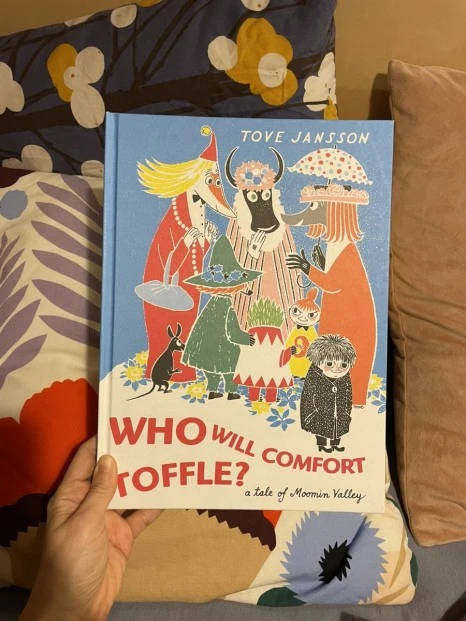 TOVE JANSSON
WHO WILL COMFORT
TOFFLE?
a tale of Moomin Valley